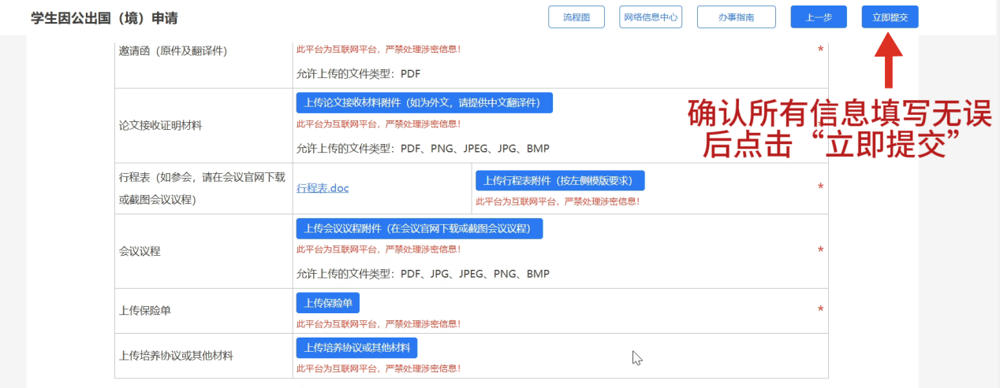 学生因公出国（境）申请
流程图
网络信息中心
办事指南
上一步
立即提交
邀请函（原件及翻译件）
此平台为互联网平台，严禁处理涉密信息！
*
允许上传的文件类型：PDF
确认所有信息填写无误
后点击“立即提交”
论文接收证明材料
上传论文接收材料附件（如为外文，请提供中文翻译件）
此平台为互联网平台，严禁处理涉密信息！
允许上传的文件类型：PDF、PNG、JPEG、JPG、BMP
行程表（如参会，请在会议官网下载
或截图会议议程）
行程表.doc
上传行程表附件（按左侧模版要求）
此平台为互联网平台，严禁处理涉密信息！
*
会议议程
上传会议议程附件（在会议官网下载或截图会议议程）
此平台为互联网平台，严禁处理涉密信息！
*
允许上传的文件类型：PDF、JPG、JPEG、PNG、BMP
上传保险单
上传保险单
*
此平台为互联网平台，严禁处理涉密信息！
上传培养协议或其他材料
上传培养协议或其他材料
此平台为互联网平台，严禁处理涉密信息！